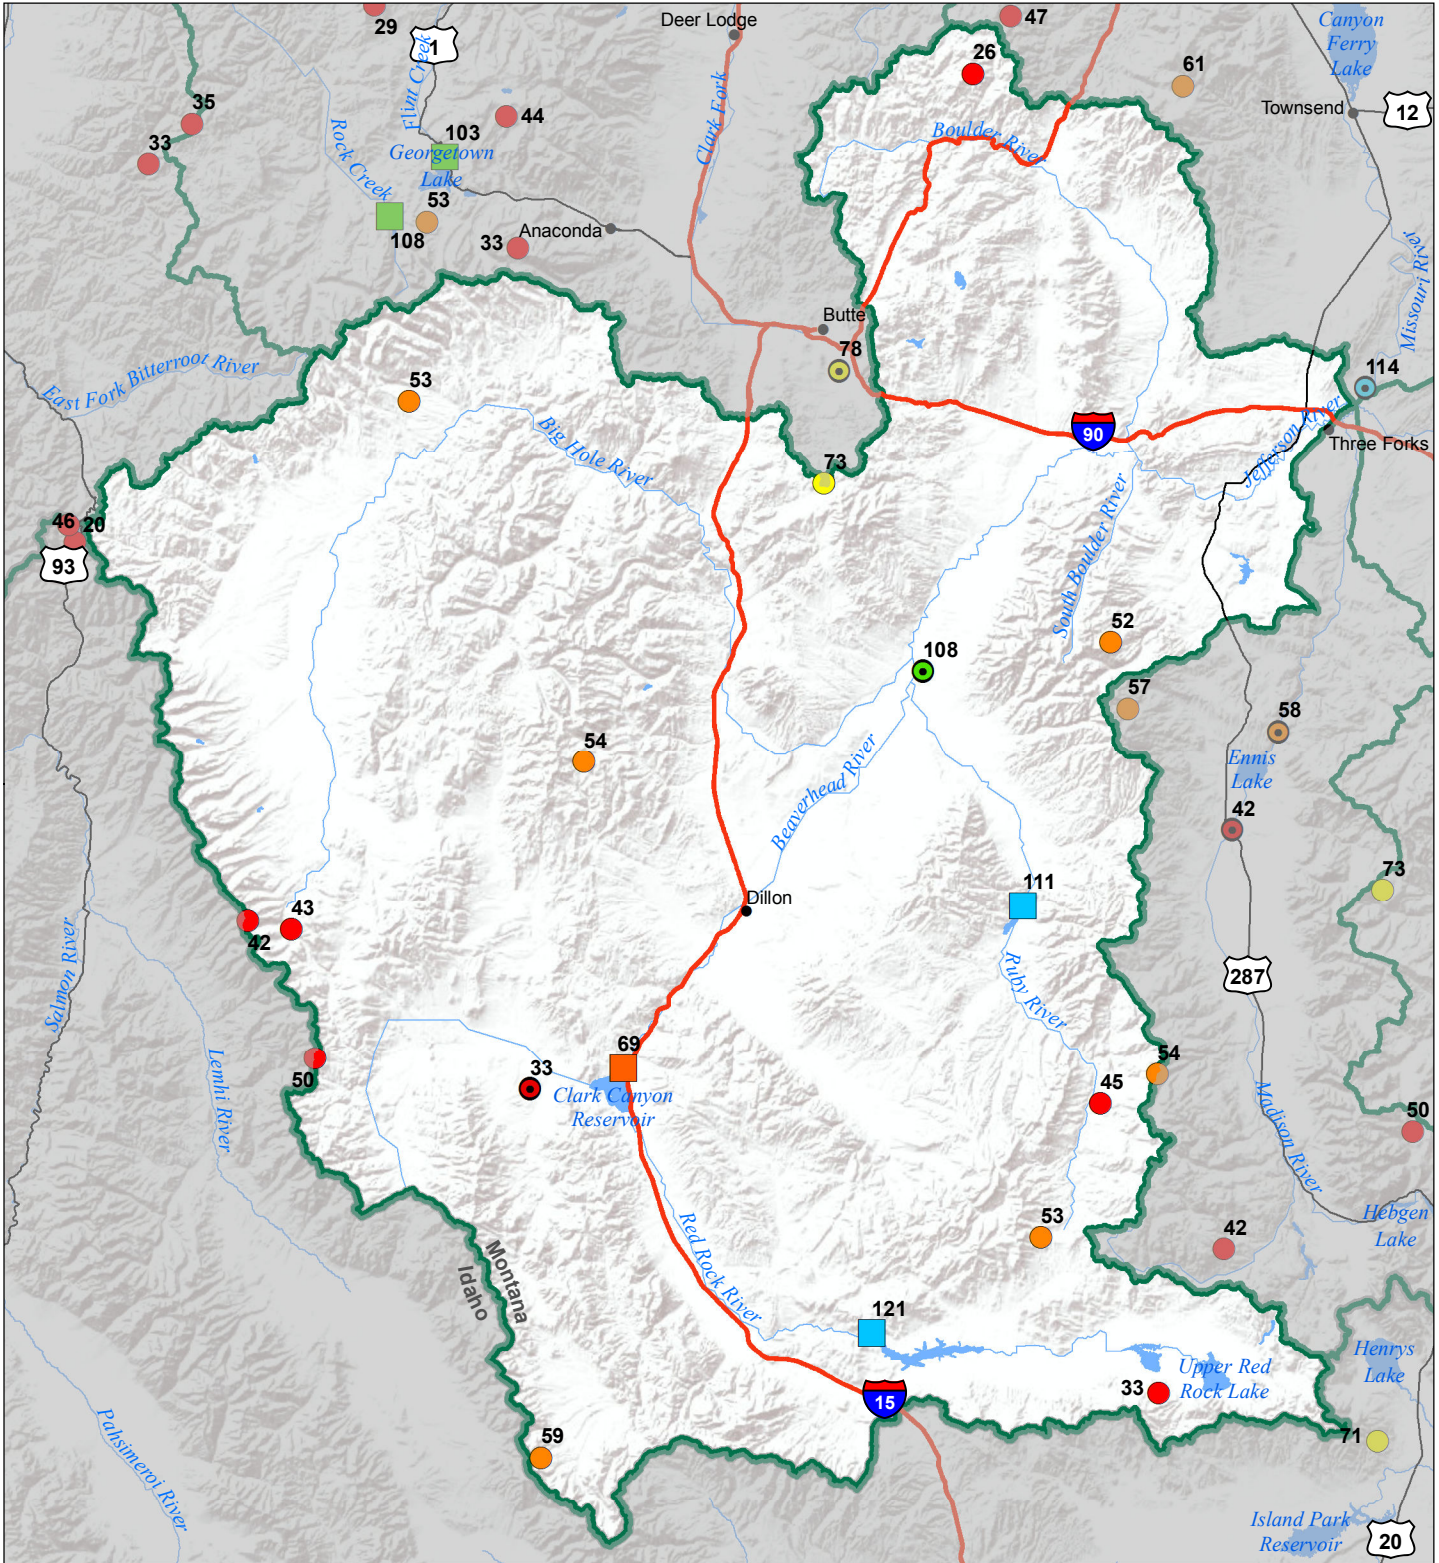 29
1
Deer Lodge
47
26
61
Canyon
Ferry
Lake
Townsend
12
35
33
Flint Creek
Rock Creek
44
103
Georgetown
Lake
53
108
33
Anaconda
Clark Fork
Boulder River
Missouri River
Butte
78
114
East Fork Bitterroot River
53
Big Hole River
90
Jefferson River
Three Forks
73
46
20
93
South Boulder River
52
108
57
58
Ennis
Lake
54
Beaverhead River
42
73
111
Dillon
43
42
287
Salmon River
Ruby River
Lemhi River
50
33
69
Clark Canyon
Reservoir
54
45
Madison River
50
53
42
Hebgen
Lake
Montana
Idaho
Red Rock River
121
Upper Red
Rock Lake
33
Henrys
Lake
15
Pahsimeroi River
59
71
Island Park
Reservoir
20